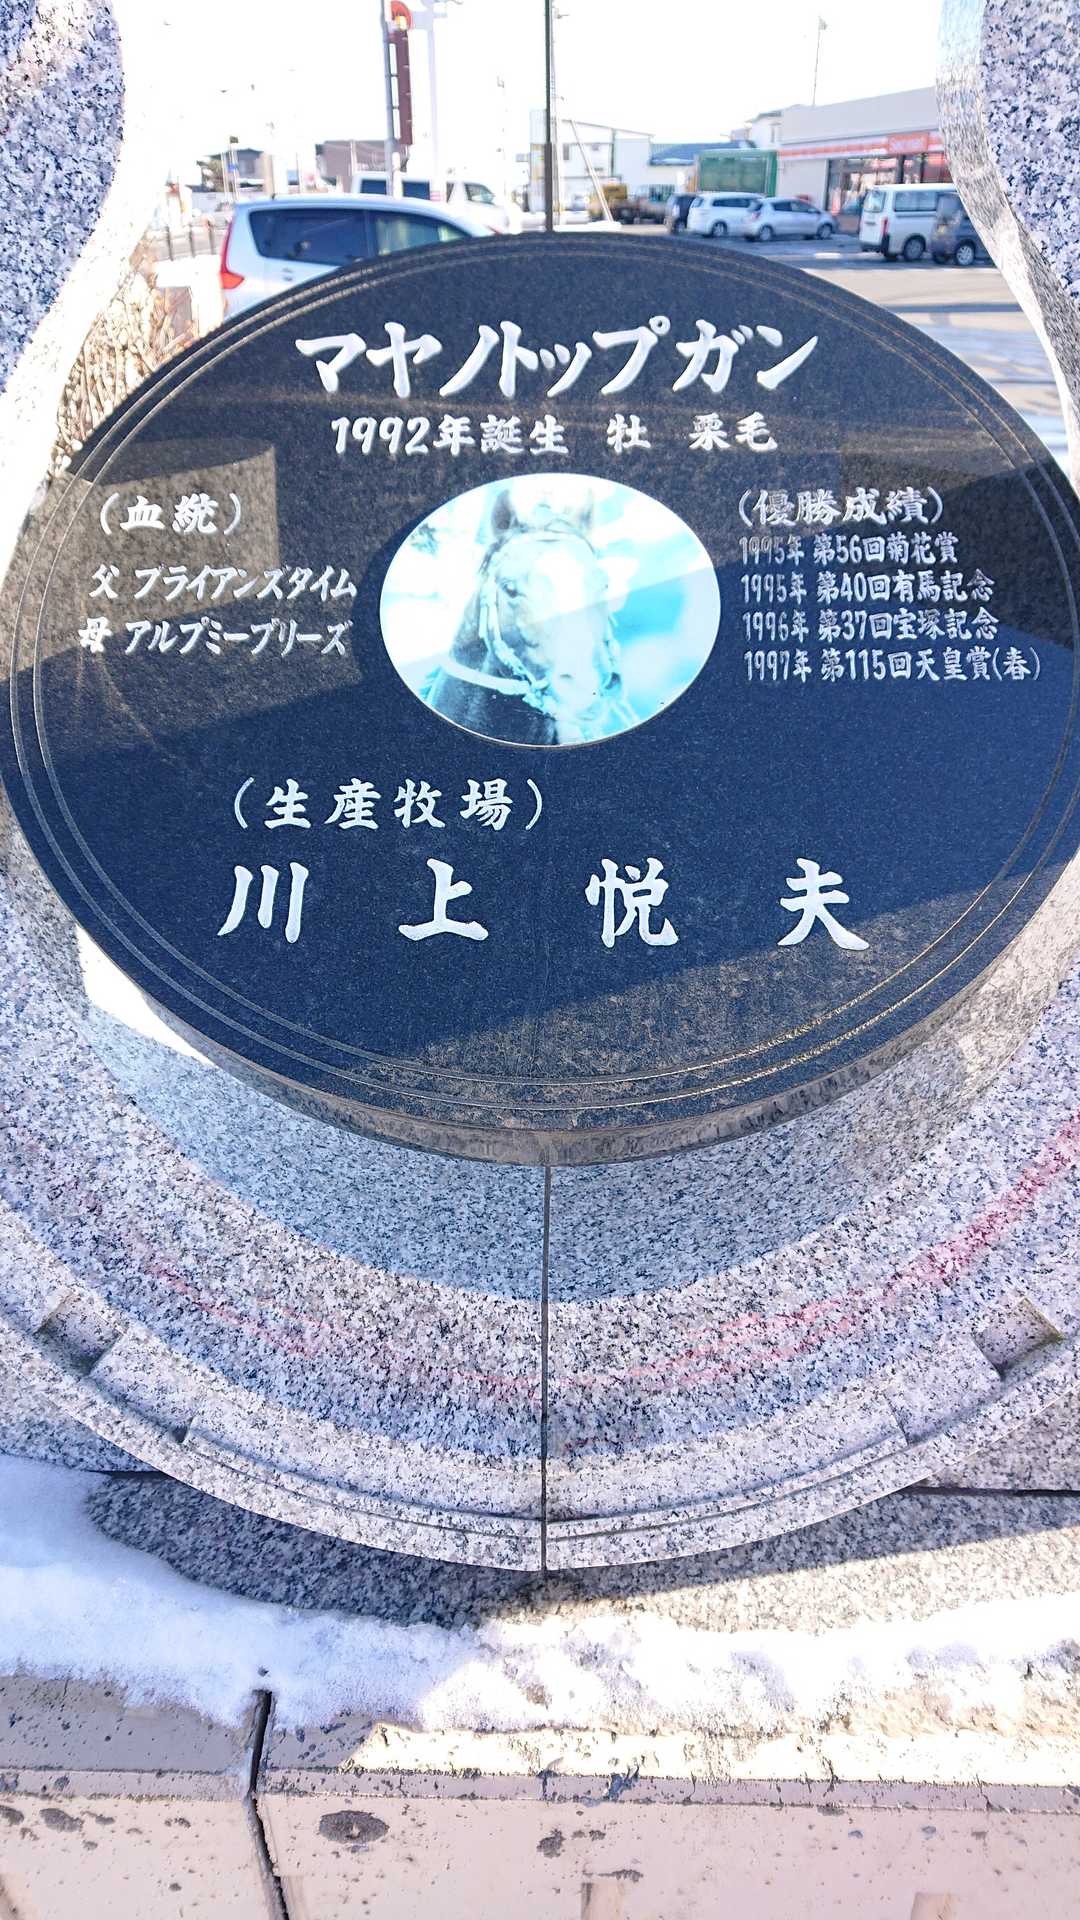 マヤノトップガン
1992年誕生 牡 栗毛
(血統)
父 ブライアンズタイム
母 アルプミープリーズ
(優勝成績)
1995年 第56回菊花賞
1995年 第40回有馬記念
1996年 第37回宝塚記念
1997年 第115回天皇賞(春)
(生産牧場)
川上悦夫